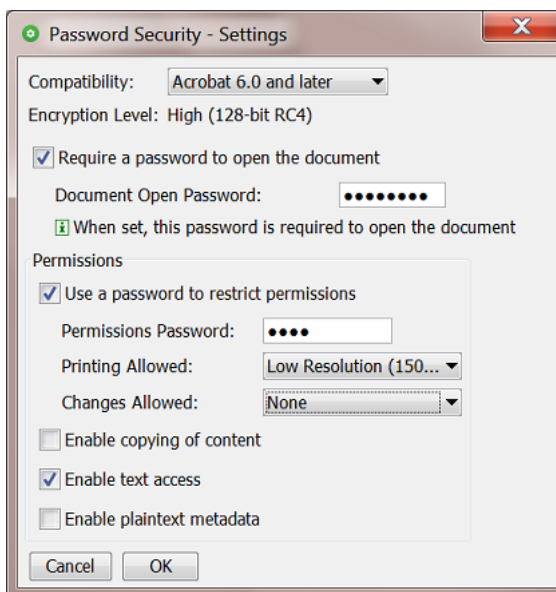 Password Security - Settings
Compatibility: Acrobat 6.0 and later
Encryption Level: High (128-bit RC4)
Require a password to open the document
Document Open Password: ●●●●●●●●
When set, this password is required to open the document
Permissions
Use a password to restrict permissions
Permissions Password: ●●●●
Printing Allowed: Low Resolution (150...
Changes Allowed: None
Enable copying of content
Enable text access
Enable plaintext metadata
Cancel OK